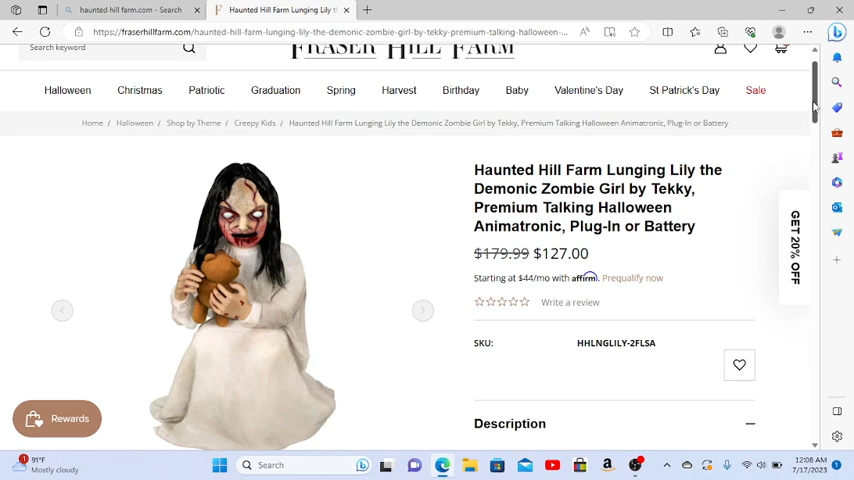 haunted hill farm.com - Search
Haunted Hill Farm Lunging Lily th
https://fraserhillfarm.com/haunted-hill-farm-lunging-lily-the-demonic-zombie-girl-by-tekky-premium-talking-halloween-animatronic,-plug-in-...
Search keyword
FRASER HILL FARM
Halloween Christmas Patriotic Graduation Spring Harvest Birthday Baby Valentine's Day St Patrick's Day Sale
Home / Halloween / Shop by Theme / Creepy Kids / Haunted Hill Farm Lunging Lily the Demonic Zombie Girl by Tekky, Premium Talking Halloween Animatronic, Plug-In or Battery
Haunted Hill Farm Lunging Lily the
Demonic Zombie Girl by Tekky,
Premium Talking Halloween
Animatronic, Plug-In or Battery
$179.99 $127.00
Starting at $44/mo with affirm. Prequalify now
Write a review
SKU: HHLNGLILY-2FLSA
GET 20% OFF
Rewards
Description
91°F
Mostly cloudy
Search
12:08 AM
7/17/2023